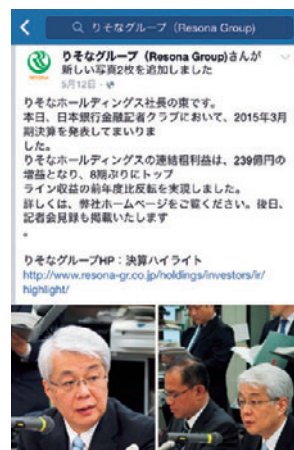 りそなグループ (Resona Group)
りそなグループ (Resona Group)さんが
新しい写真2枚を追加しました
5月12日 ·
RESONA
りそなホールディングス社長の東です。
本日、日本銀行金融記者クラブにおいて、2015年3月
期決算を発表してまいりま
した。
りそなホールディングスの連結粗利益は、239億円の
増益となり、8期ぶりにトップ
ライン収益の前年度比反転を実現しました。
詳しくは、弊社ホームページをご覧ください。後日、
記者会見録も掲載いたします
。
りそなグループHP：決算ハイライト
http://www.resona-gr.co.jp/holdings/investors/ir/
highlight/